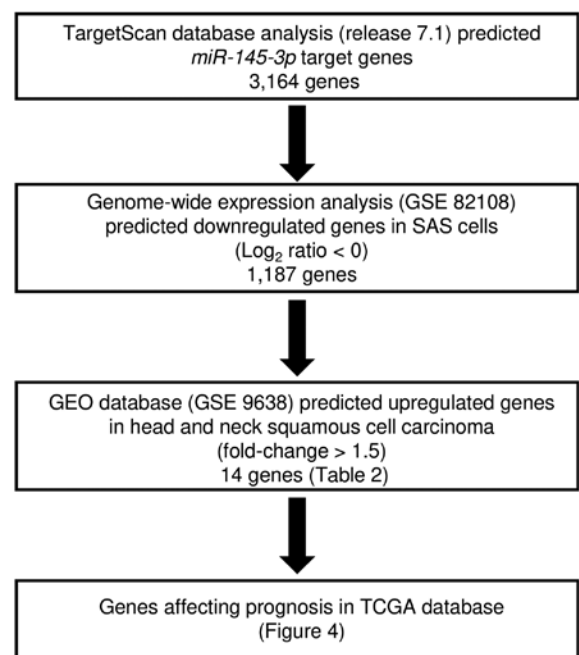 TargetScan database analysis (release 7.1) predicted
miR-145-3p target genes
3,164 genes
Genome-wide expression analysis (GSE 82108)
predicted downregulated genes in SAS cells
(Log₂ ratio < 0)
1,187 genes
GEO database (GSE 9638) predicted upregulated genes
in head and neck squamous cell carcinoma
(fold-change > 1.5)
14 genes (Table 2)
Genes affecting prognosis in TCGA database
(Figure 4)